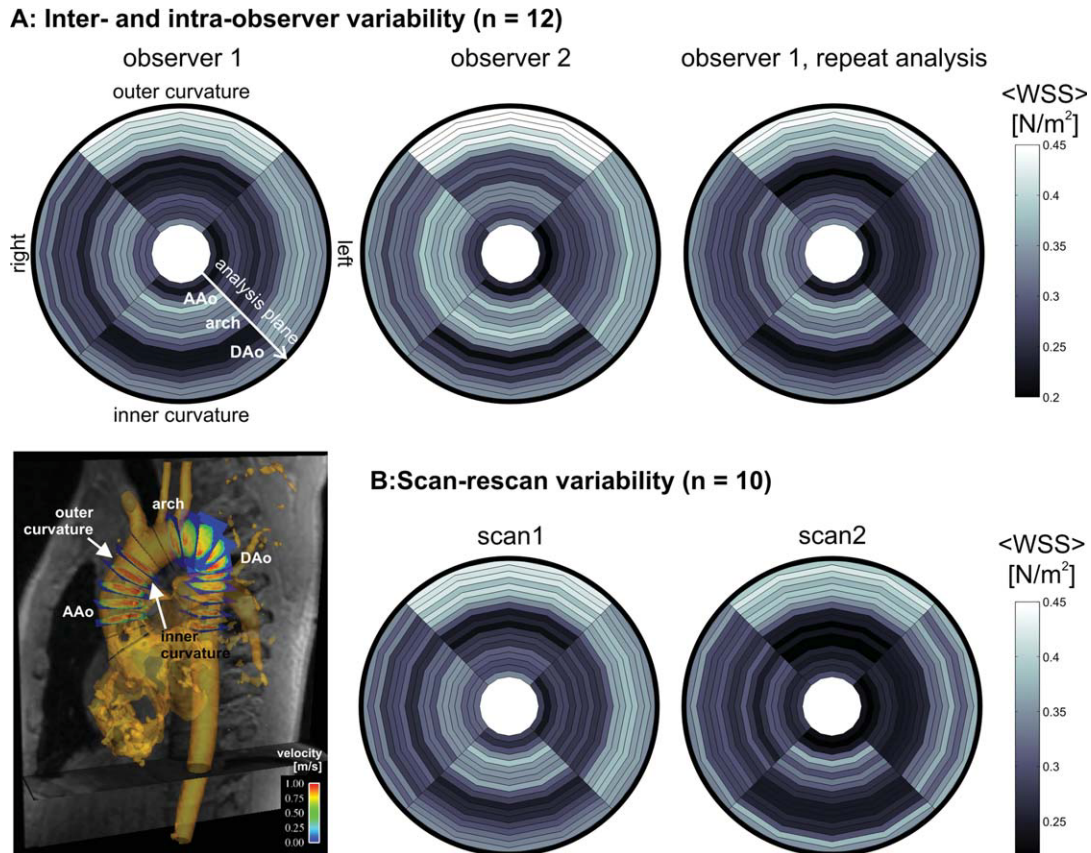 A: Inter- and intra-observer variability (n = 12)
observer 1
observer 2
observer 1, repeat analysis
outer curvature
right
left
analysis plane
AAo
arch
DAo
inner curvature
<WSS>
[N/m²]
0.45
0.4
0.35
0.3
0.25
0.2
arch
outer
curvature
DAo
AAo
inner
curvature
velocity
[m/s]
1.00
0.75
0.50
0.25
0.00
B:Scan-rescan variability (n = 10)
scan1
scan2
<WSS>
[N/m²]
0.45
0.4
0.35
0.3
0.25